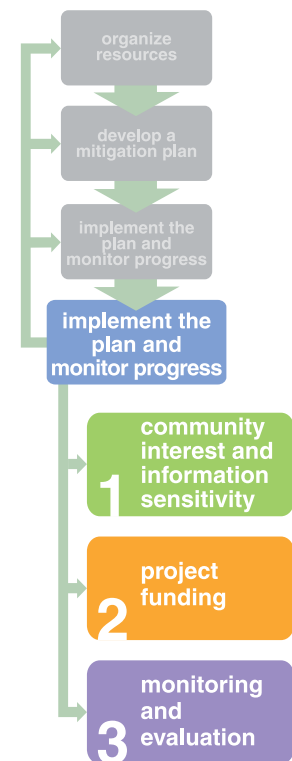 organize
resources
develop a
mitigation plan
implement the
plan and
monitor progress
implement the
plan and
monitor progress
1
community
interest and
information
sensitivity
2
project
funding
3
monitoring
and
evaluation